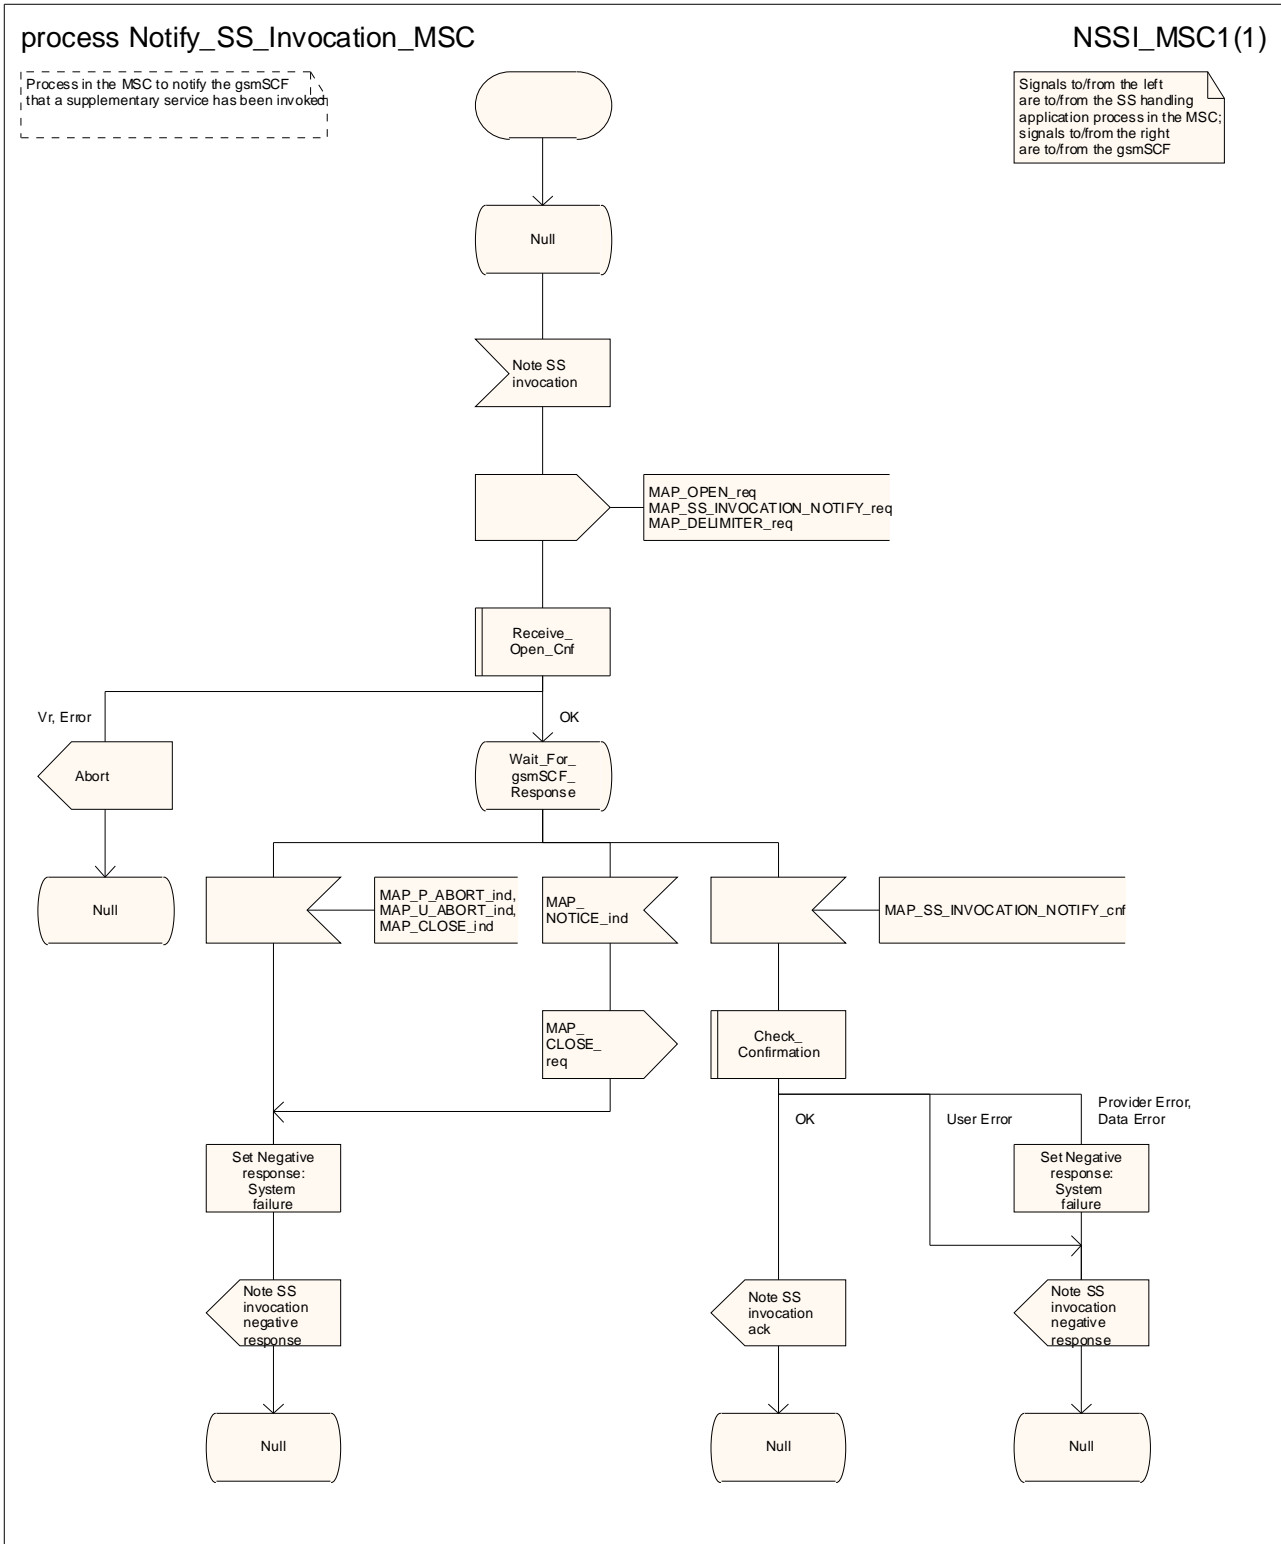 process Notify_SS_Invocation_MSC
NSSI_MSC1(1)
Process in the MSC to notify the gsmSCF
that a supplementary service has been invoked
Signals to/from the left
are to/from the SS handling
application process in the MSC;
signals to/from the right
are to/from the gsmSCF
Null
Note SS
invocation
MAP_OPEN_req
MAP_SS_INVOCATION_NOTIFY_req
MAP_DELIMITER_req
Receive_
Open_Cnf
Vr, Error
OK
Abort
Wait_For_
gsmSCF_
Response
Null
MAP_P_ABORT_ind,
MAP_U_ABORT_ind,
MAP_CLOSE_ind
MAP_
NOTICE_ind
MAP_SS_INVOCATION_NOTIFY_cnf
MAP_
CLOSE_
req
Check_
Confirmation
OK
User Error
Provider Error,
Data Error
Set Negative
response:
System
failure
Set Negative
response:
System
failure
Note SS
invocation
negative
response
Note SS
invocation
ack
Note SS
invocation
negative
response
Null
Null
Null